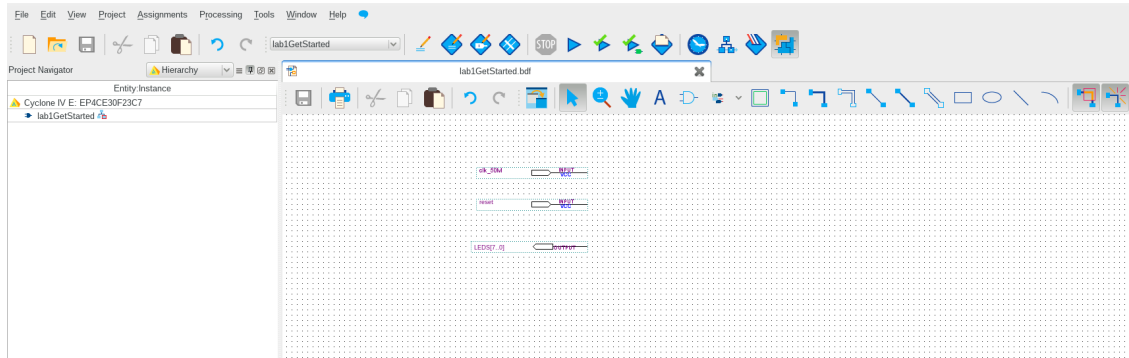 File Edit View Project Assignments Processing Tools Window Help
lab1GetStarted
STOP
Project Navigator
Hierarchy
lab1GetStarted.bdf
Entity:Instance
Cyclone IV E: EP4CE30F23C7
lab1GetStarted
A
clk_50M
INPUT
VCC
reset
INPUT
VCC
LEDS[7..0]
OUTPUT